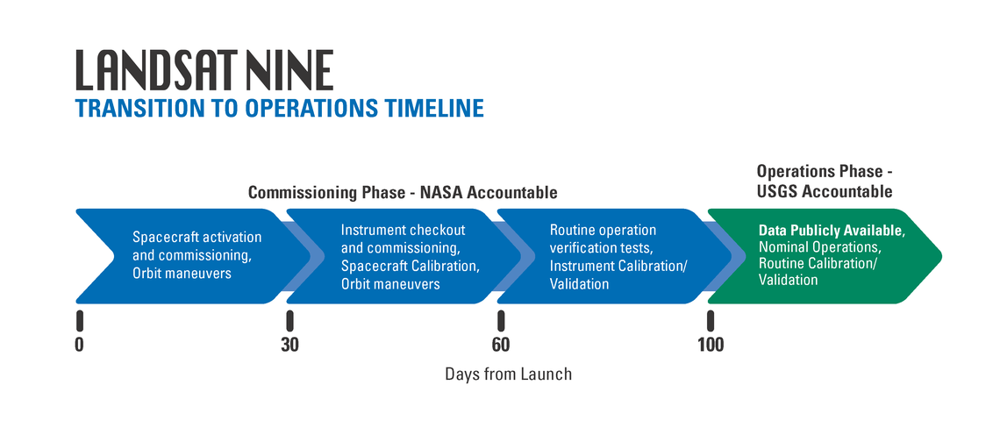 LANDSAT NINE
TRANSITION TO OPERATIONS TIMELINE
Commissioning Phase - NASA Accountable
Operations Phase -
USGS Accountable
Spacecraft activation
and commissioning,
Orbit maneuvers
Instrument checkout
and commissioning,
Spacecraft Calibration,
Orbit maneuvers
Routine operation
verification tests,
Instrument Calibration/
Validation
Data Publicly Available,
Nominal Operations,
Routine Calibration/
Validation
0
30
60
100
Days from Launch